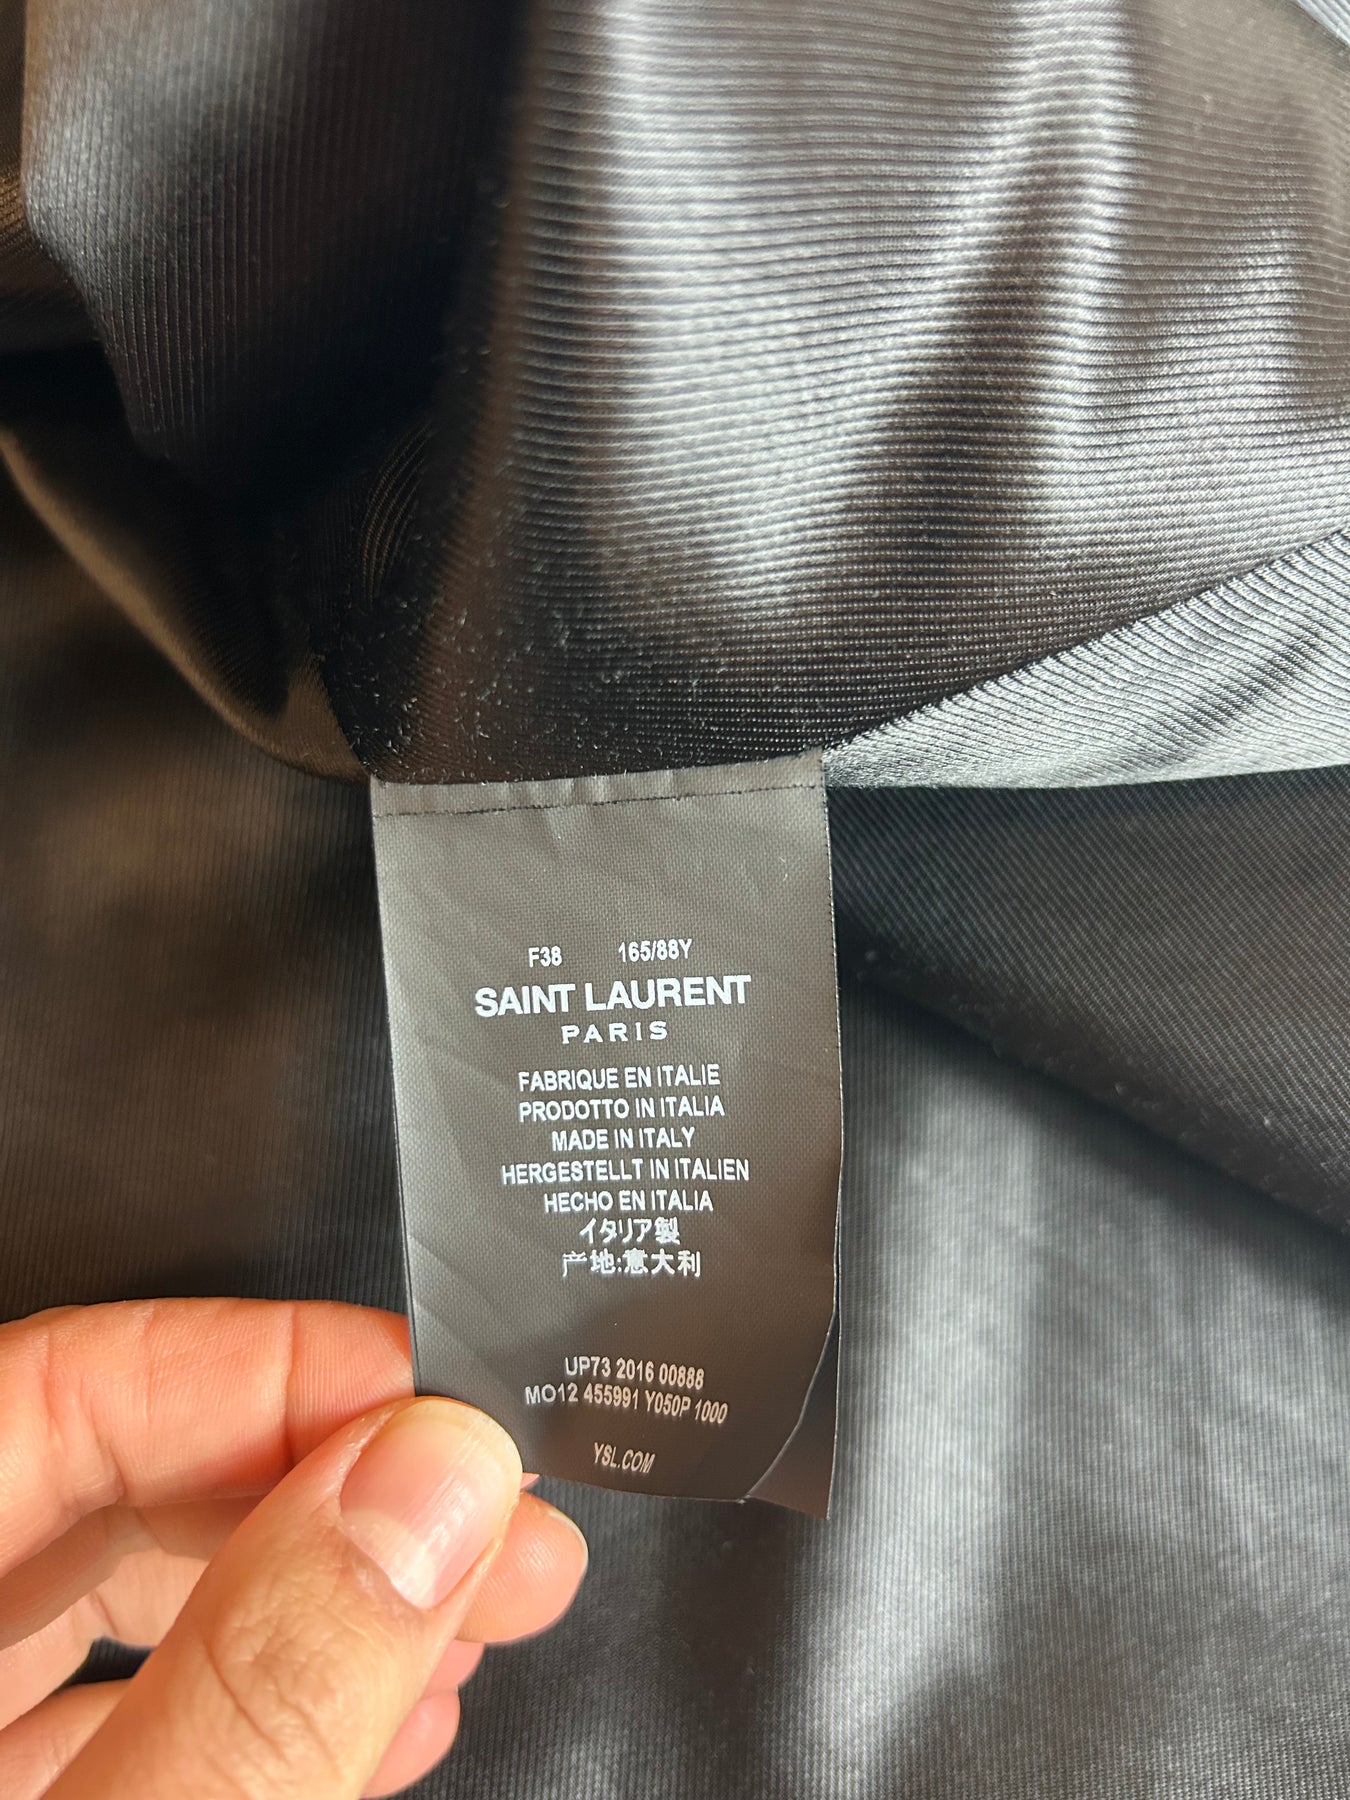 F38 165/88Y
SAINT LAURENT
PARIS
FABRIQUE EN ITALIE
PRODOTTO IN ITALIA
MADE IN ITALY
HERGESTELLT IN ITALIEN
HECHO EN ITALIA
イタリア製
产地:意大利
UP73 2016 00888
MO12 455991 Y050P 1000
YSL.COM